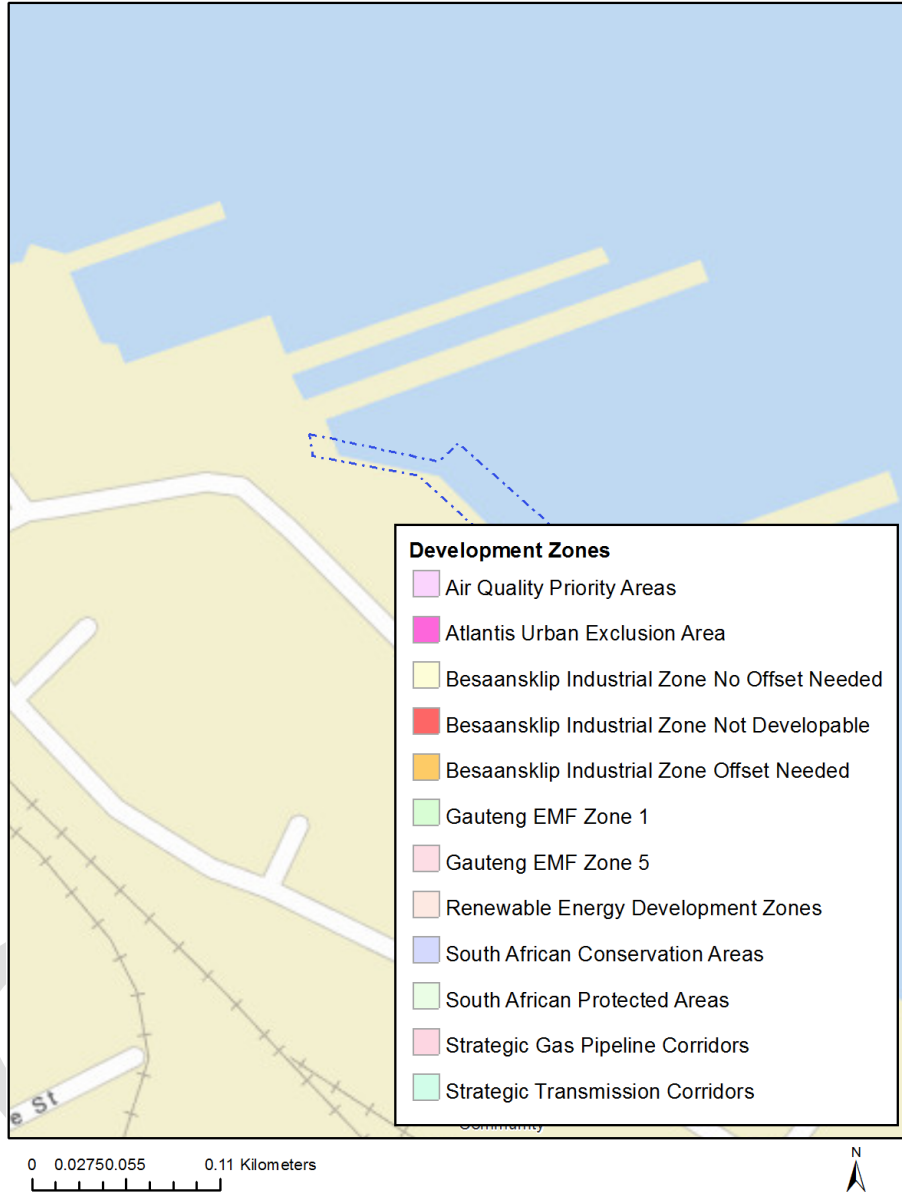 Development Zones
Air Quality Priority Areas
Atlantis Urban Exclusion Area
Besaansklip Industrial Zone No Offset Needed
Besaansklip Industrial Zone Not Developable
Besaansklip Industrial Zone Offset Needed
Gauteng EMF Zone 1
Gauteng EMF Zone 5
Renewable Energy Development Zones
South African Conservation Areas
South African Protected Areas
Strategic Gas Pipeline Corridors
Strategic Transmission Corridors
e St
Community
0 0.02750.055 0.11 Kilometers
N